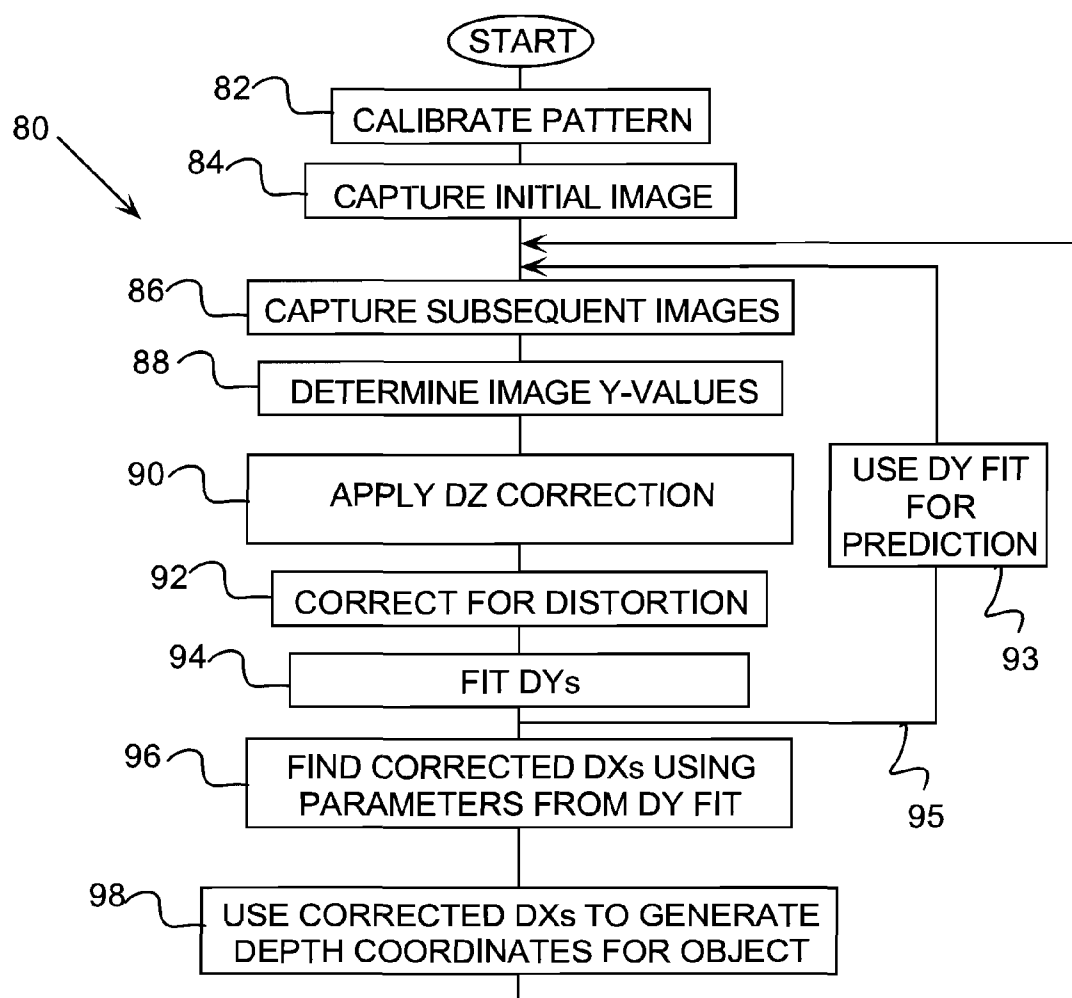 START
82
CALIBRATE PATTERN
80
84
CAPTURE INITIAL IMAGE
86
CAPTURE SUBSEQUENT IMAGES
88
DETERMINE IMAGE Y-VALUES
90
APPLY DZ CORRECTION
USE DY FIT
FOR
PREDICTION
92
CORRECT FOR DISTORTION
93
94
FIT DYs
96
FIND CORRECTED DXs USING
PARAMETERS FROM DY FIT
95
98
USE CORRECTED DXs TO GENERATE
DEPTH COORDINATES FOR OBJECT